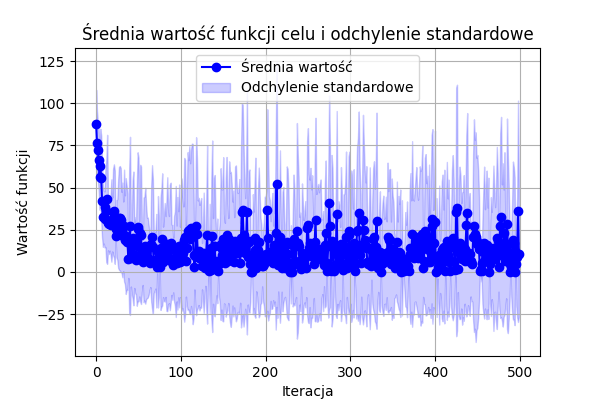 Średnia wartość funkcji celu i odchylenie standardowe
Średnia wartość
Odchylenie standardowe
Wartość funkcji
125
100
75
50
25
0
−25
0 100 200 300 400 500
Iteracja